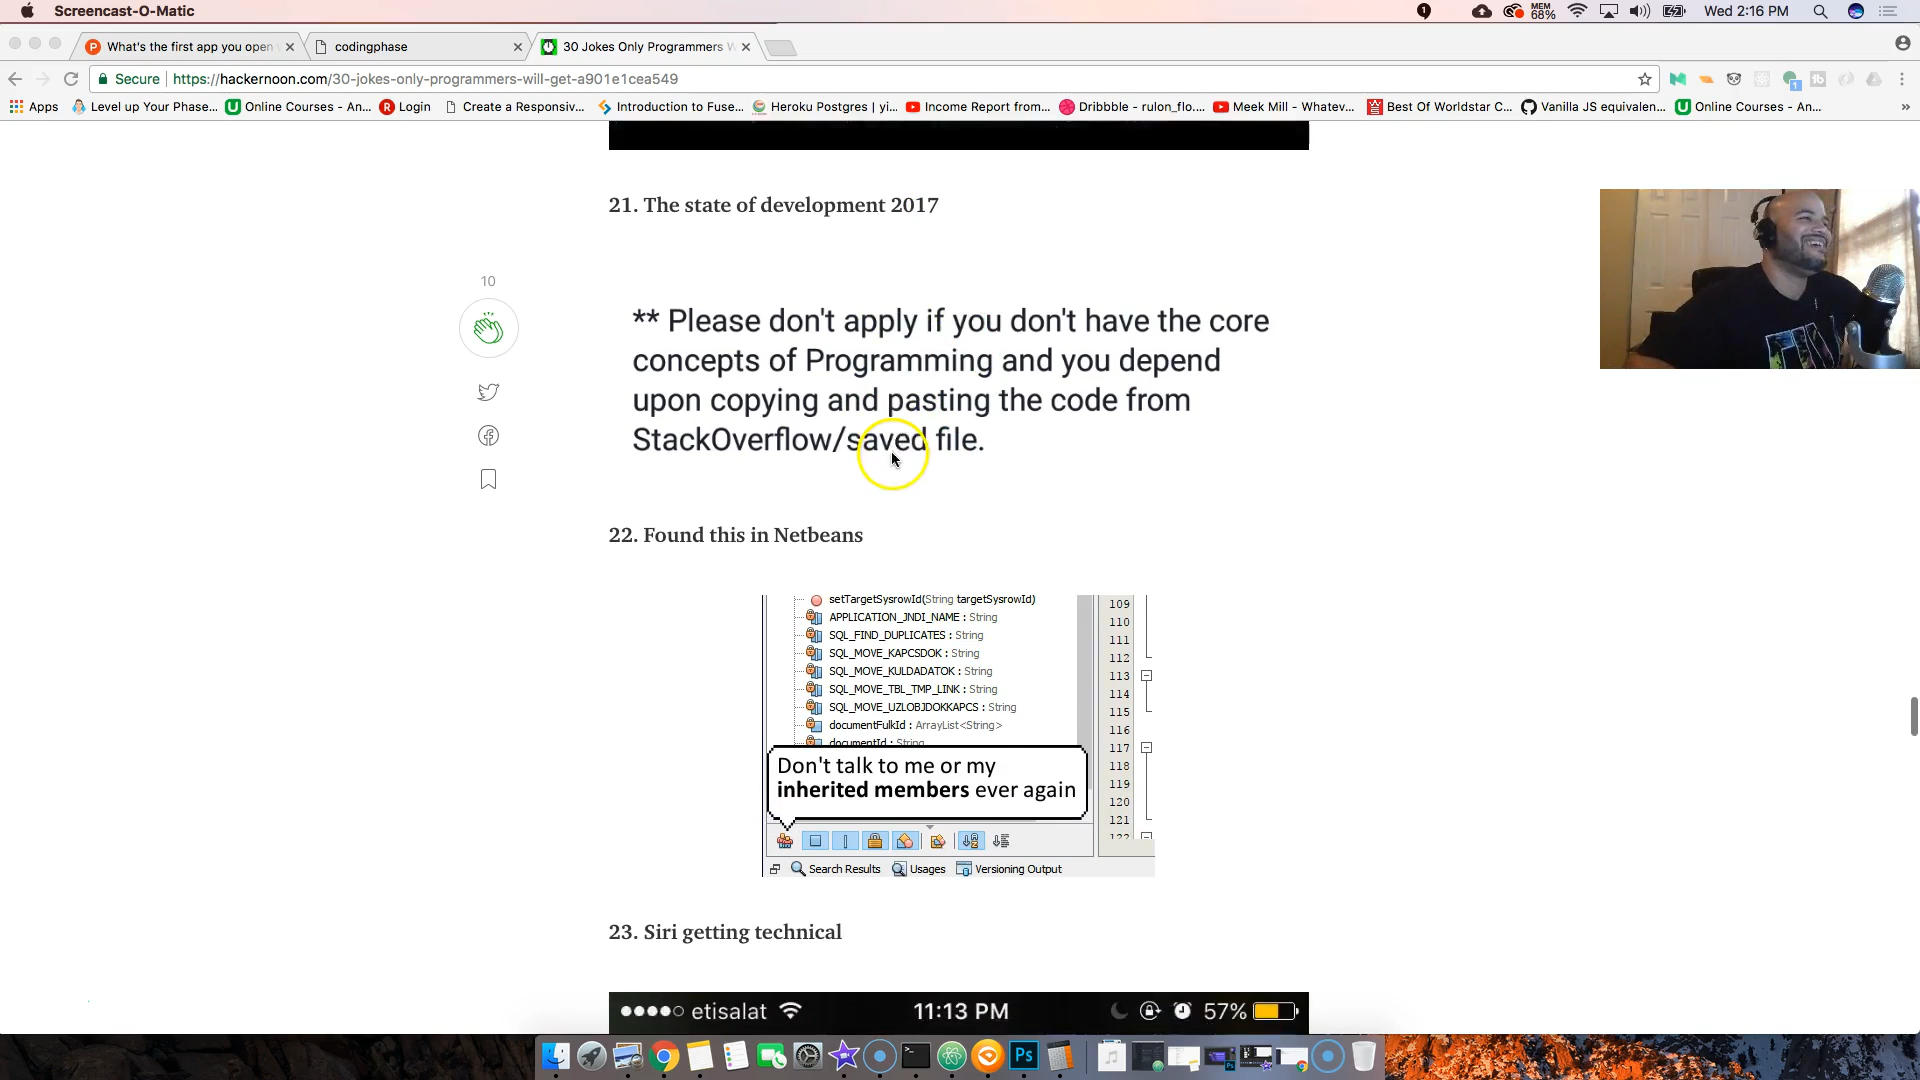 Screencast-O-Matic
MEM
68%
Wed 2:16 PM
What's the first app you open
codingphase
30 Jokes Only Programmers W
Secure
https://hackernoon.com/30-jokes-only-programmers-will-get-a901e1cea549
Apps
Level up Your Phase...
Online Courses - An...
Login
Create a Responsiv...
Introduction to Fuse...
Heroku Postgres | yi...
Income Report from...
Dribbble - rulon_flo....
Meek Mill - Whatev...
Best Of Worldstar C...
Vanilla JS equivalen...
Online Courses - An...
21. The state of development 2017
10
** Please don't apply if you don't have the core
concepts of Programming and you depend
upon copying and pasting the code from
StackOverflow/saved file.
22. Found this in Netbeans
setTargetSysrowId(String targetSysrowId)
APPLICATION_JNDI_NAME : String
SQL_FIND_DUPLICATES : String
SQL_MOVE_KAPCSDOK : String
SQL_MOVE_KULDADATOK : String
SQL_MOVE_TBL_TMP_LINK : String
SQL_MOVE_UZLOBJDOKKAPCS : String
documentFulkId : ArrayList<String>
documentId : String
109
110
111
112
113
114
115
116
117
118
119
120
121
122
Don't talk to me or my
inherited members ever again
Search Results
Usages
Versioning Output
23. Siri getting technical
etisalat
11:13 PM
57%
Ps